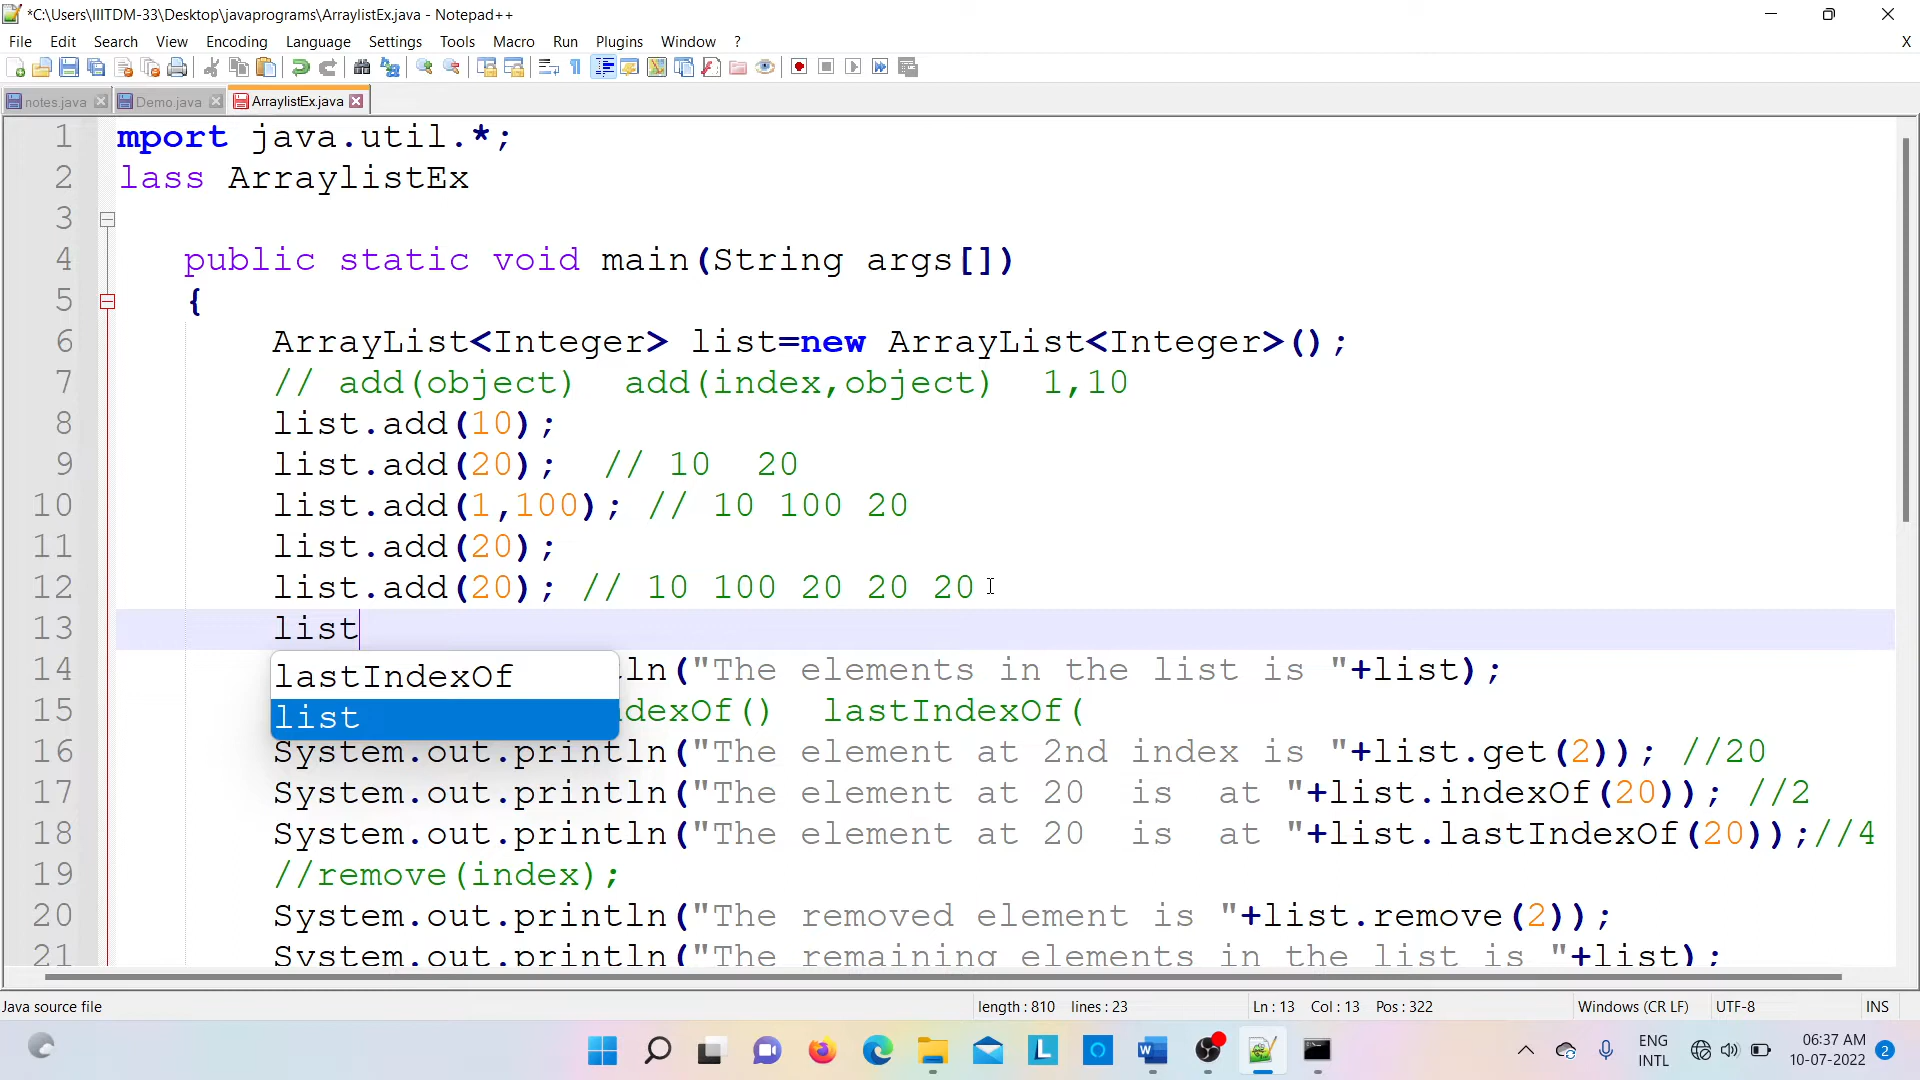 *C:\Users\IIITDM-33\Desktop\javaprograms\ArraylistEx.java - Notepad++
File Edit Search View Encoding Language Settings Tools Macro Run Plugins Window ? X
notes.java Demo.java ArraylistEx.java
1 mport java.util.*;
2 lass ArraylistEx
3
4 public static void main(String args[])
5 {
6 ArrayList<Integer> list=new ArrayList<Integer>();
7 // add(object) add(index,object) 1,10
8 list.add(10);
9 list.add(20); // 10 20
10 list.add(1,100); // 10 100 20
11 list.add(20);
12 list.add(20); // 10 100 20 20 20
13 list
lastIndexOf
list
14 ln("The elements in the list is "+list);
15 dexOf() lastIndexOf(
16 System.out.println("The element at 2nd index is "+list.get(2)); //20
17 System.out.println("The element at 20 is at "+list.indexOf(20)); //2
18 System.out.println("The element at 20 is at "+list.lastIndexOf(20));//4
19 //remove(index);
20 System.out.println("The removed element is "+list.remove(2));
21 System.out.println("The remaining elements in the list is "+list);
Java source file length : 810 lines : 23 Ln : 13 Col : 13 Pos : 322 Windows (CR LF) UTF-8 INS
ENG
INTL
06:37 AM
10-07-2022
2